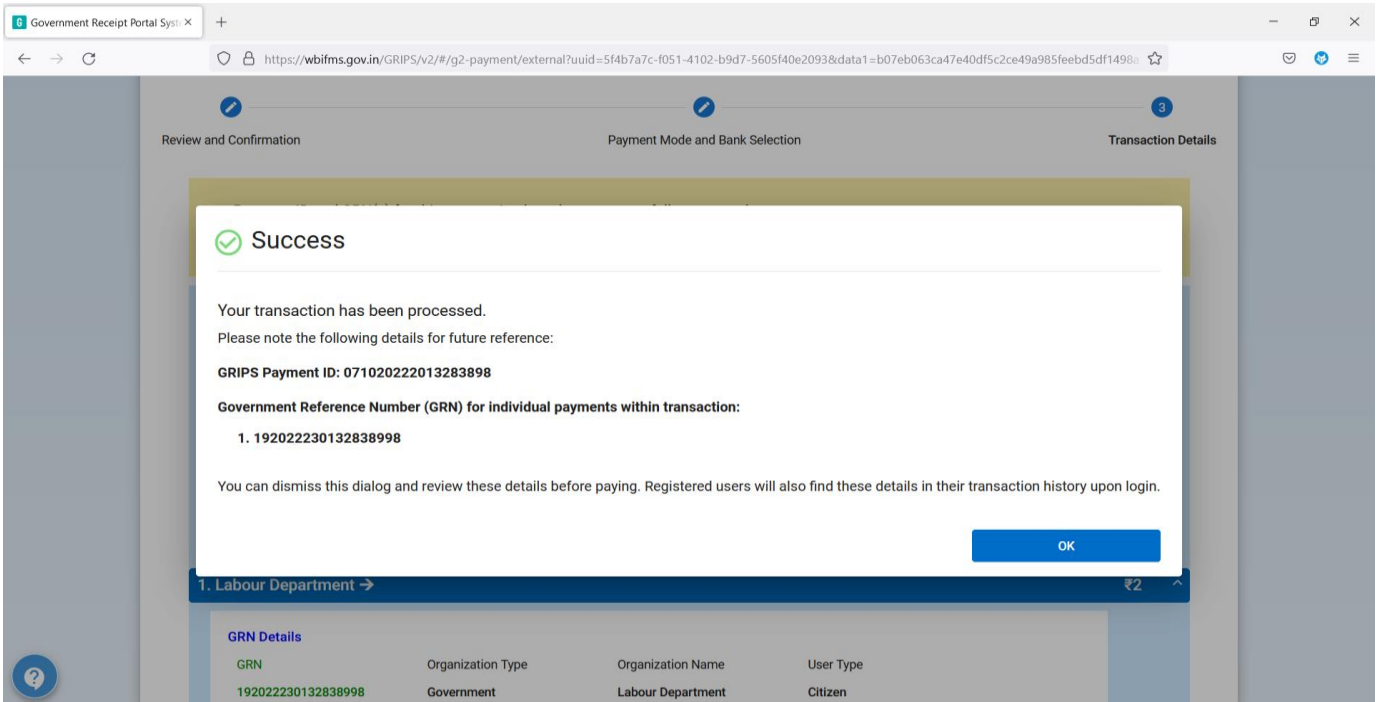 Government Receipt Portal Syst
https://wbifms.gov.in/GRIPS/v2/#/g2-payment/external?uuid=5f4b7a7c-f051-4102-b9d7-5605f40e2093&data1=b07eb063ca47e40df5c2ce49a985feebd5df1498
3
Review and Confirmation Payment Mode and Bank Selection Transaction Details
Success
Your transaction has been processed.
Please note the following details for future reference:
GRIPS Payment ID: 071020222013283898
Government Reference Number (GRN) for individual payments within transaction:
1. 192022230132838998
You can dismiss this dialog and review these details before paying. Registered users will also find these details in their transaction history upon login.
OK
1. Labour Department → ₹2
GRN Details
GRN Organization Type Organization Name User Type
192022230132838998 Government Labour Department Citizen